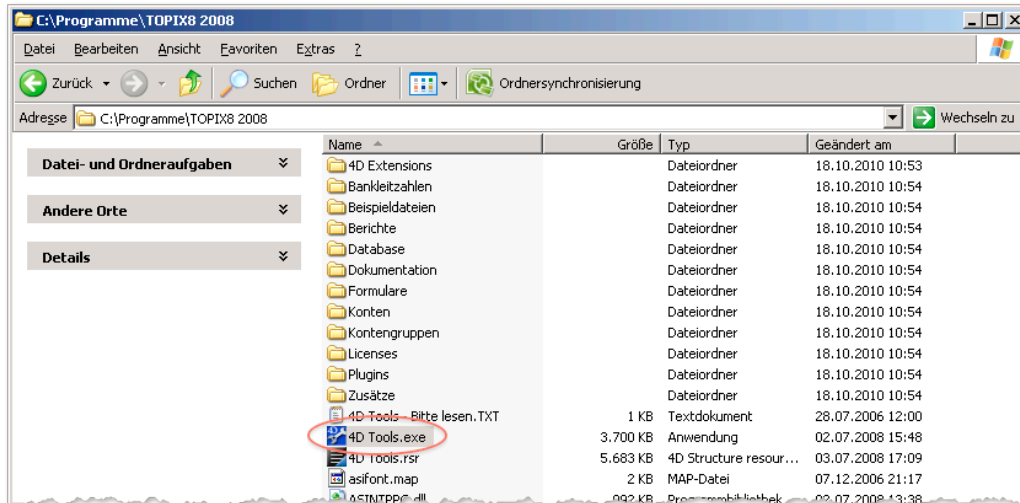 C:\Programme\TOPIX8 2008
Datei Bearbeiten Ansicht Favoriten Extras ?
Zurück Suchen Ordner Ordnersynchronisierung
Adresse C:\Programme\TOPIX8 2008 Wechseln zu
Datei- und Ordneraufgaben
Andere Orte
Details
Name Größe Typ Geändert am
4D Extensions Dateiordner 18.10.2010 10:53
Bankleitzahlen Dateiordner 18.10.2010 10:54
Beispieldateien Dateiordner 18.10.2010 10:54
Berichte Dateiordner 18.10.2010 10:54
Database Dateiordner 18.10.2010 10:54
Dokumentation Dateiordner 18.10.2010 10:54
Formulare Dateiordner 18.10.2010 10:54
Konten Dateiordner 18.10.2010 10:54
Kontengruppen Dateiordner 18.10.2010 10:54
Licenses Dateiordner 18.10.2010 10:54
Plugins Dateiordner 18.10.2010 10:54
Zusätze Dateiordner 18.10.2010 10:54
4D Tools - Bitte lesen.TXT 1 KB Textdokument 28.07.2006 12:00
4D Tools.exe 3.700 KB Anwendung 02.07.2008 15:48
4D Tools.rsr 5.683 KB 4D Structure resour... 03.07.2008 17:09
asifont.map 2 KB MAP-Datei 07.12.2006 21:17
992 KB Programmbibliothek 02.07.2008 13:38